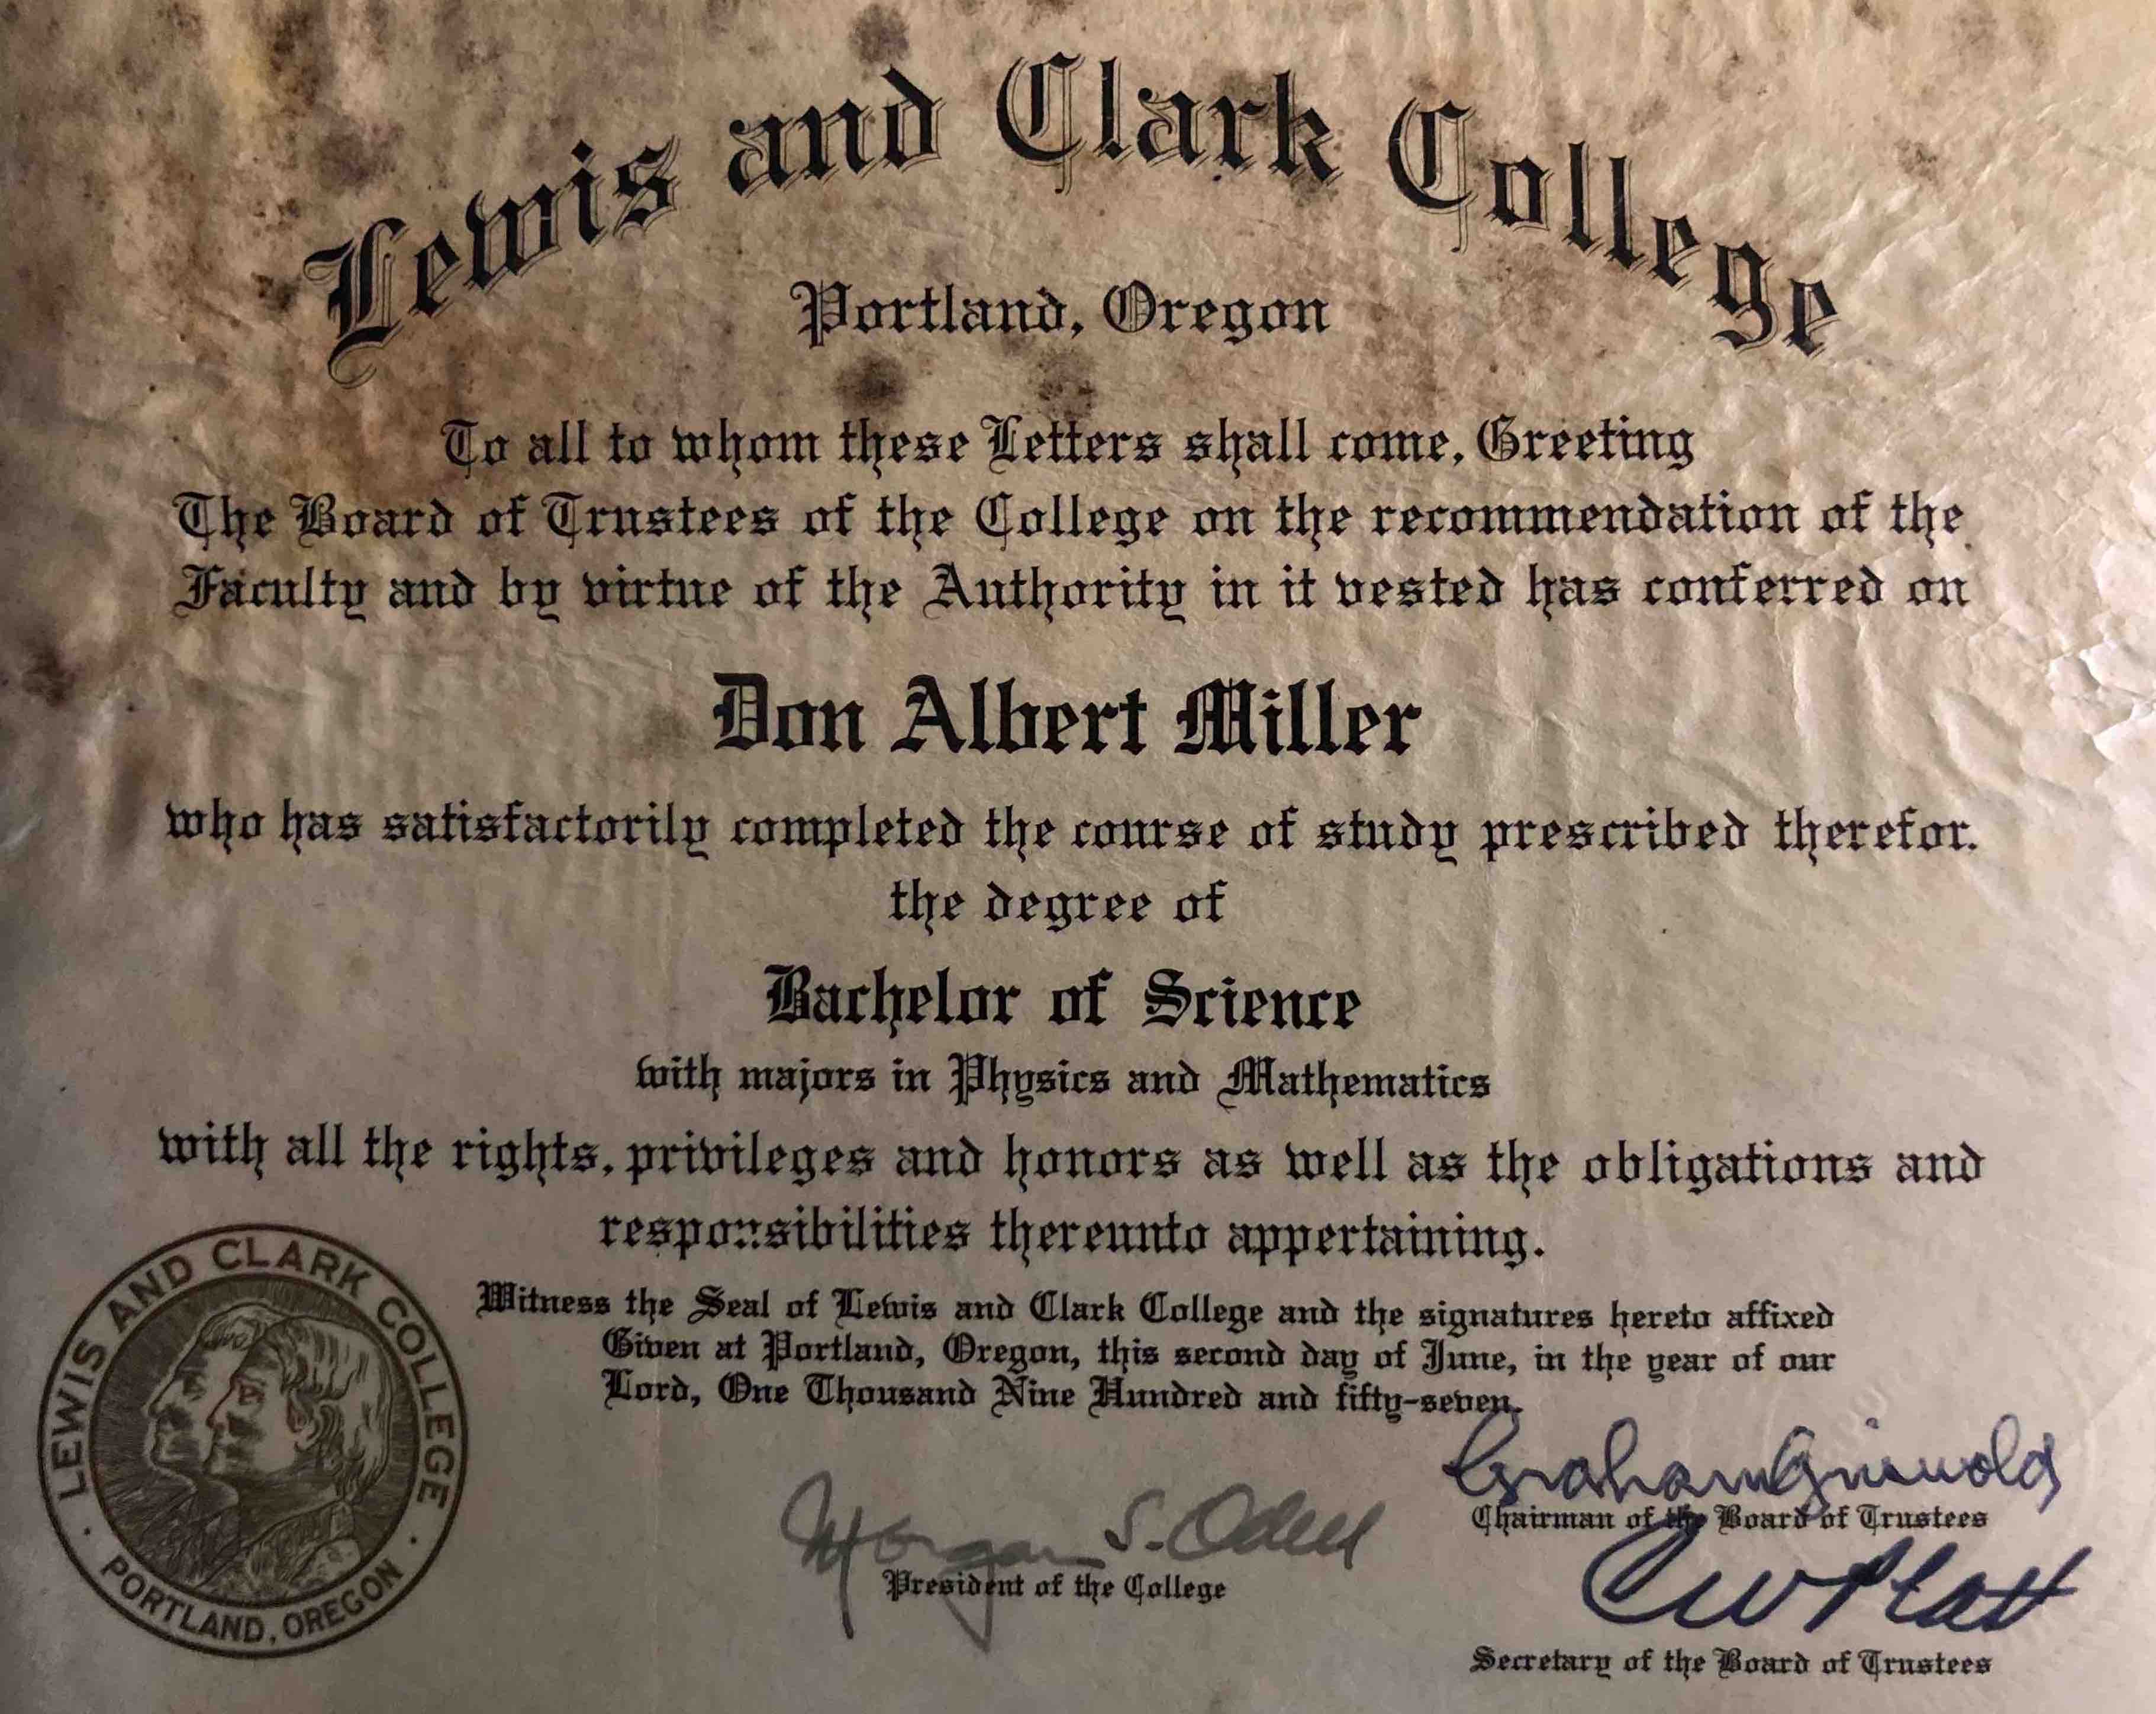 Lewis and Clark College
Portland, Oregon
To all to whom these Letters shall come, Greeting
The Board of Trustees of the College on the recommendation of the
Faculty and by virtue of the Authority in it vested has conferred on
Don Albert Miller
who has satisfactorily completed the course of study prescribed therefor,
the degree of
Bachelor of Science
with majors in Physics and Mathematics
with all the rights, privileges and honors as well as the obligations and
responsibilities thereunto appertaining.
Witness the Seal of Lewis and Clark College and the signatures hereto affixed
Given at Portland, Oregon, this second day of June, in the year of our
Lord, One Thousand Nine Hundred and fifty-seven.
LEWIS AND CLARK COLLEGE
· PORTLAND, OREGON ·
Morgan S. Odell
President of the College
Graham Griswold
Chairman of the Board of Trustees
CW Platt
Secretary of the Board of Trustees